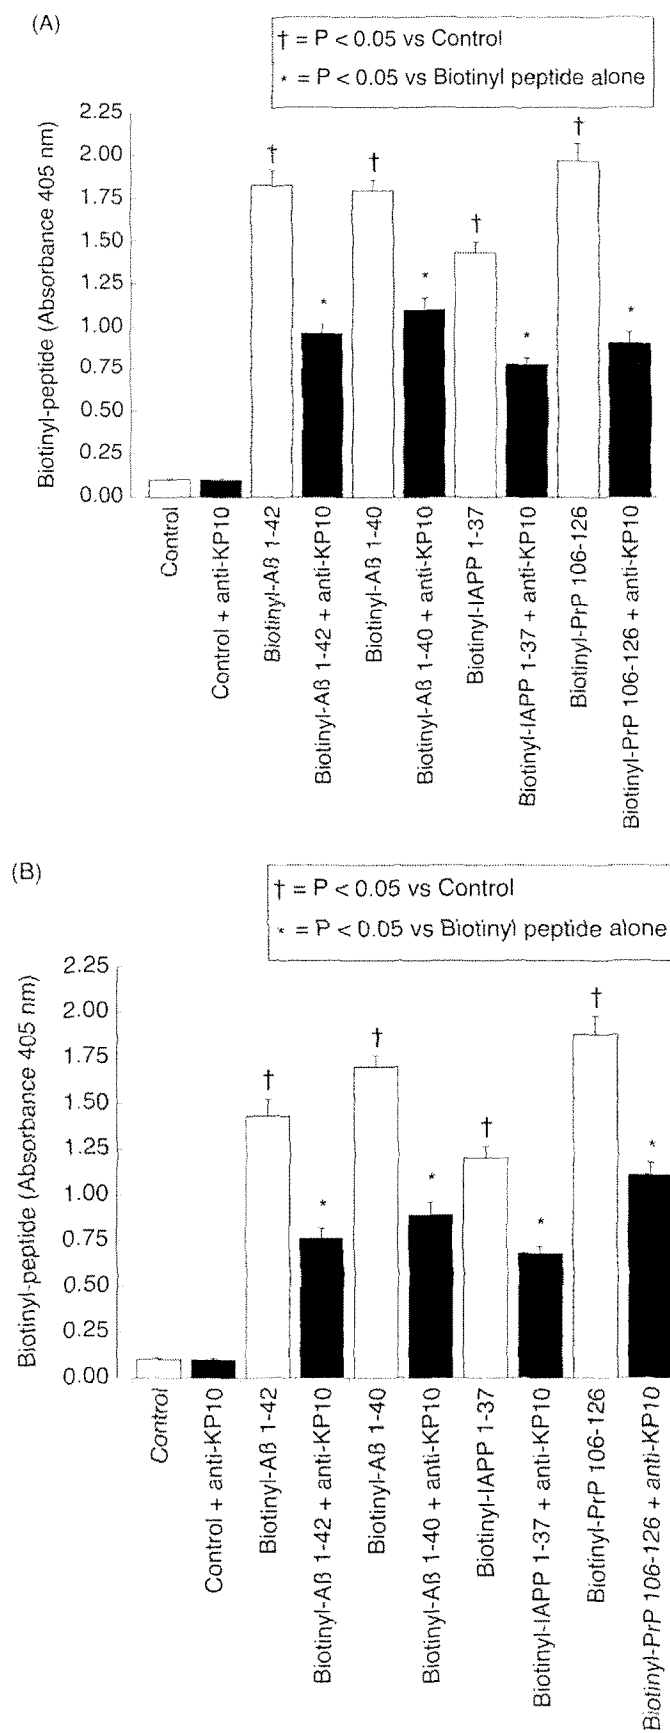 (A)
† = P < 0.05 vs Control
* = P < 0.05 vs Biotinyl peptide alone
Biotinyl-peptide (Absorbance 405 nm)
2.25
2.00
1.75
1.50
1.25
1.00
0.75
0.50
0.25
0.00
†
*
†
*
†
*
†
*
Control
Control + anti-KP10
Biotinyl-Aß 1-42
Biotinyl-Aß 1-42 + anti-KP10
Biotinyl-Aß 1-40
Biotinyl-Aß 1-40 + anti-KP10
Biotinyl-IAPP 1-37
Biotinyl-IAPP 1-37 + anti-KP10
Biotinyl-PrP 106-126
Biotinyl-PrP 106-126 + anti-KP10
(B)
† = P < 0.05 vs Control
* = P < 0.05 vs Biotinyl peptide alone
Biotinyl-peptide (Absorbance 405 nm)
2.25
2.00
1.75
1.50
1.25
1.00
0.75
0.50
0.25
0.00
†
*
†
*
†
*
†
*
Control
Control + anti-KP10
Biotinyl-Aß 1-42
Biotinyl-Aß 1-42 + anti-KP10
Biotinyl-Aß 1-40
Biotinyl-Aß 1-40 + anti-KP10
Biotinyl-IAPP 1-37
Biotinyl-IAPP 1-37 + anti-KP10
Biotinyl-PrP 106-126
Biotinyl-PrP 106-126 + anti-KP10